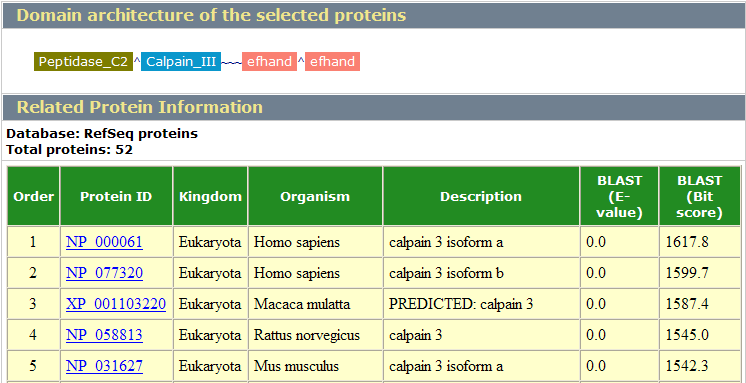 Domain architecture of the selected proteins
Peptidase_C2 ^ Calpain_III ~~~ efhand ^ efhand
Related Protein Information
Database: RefSeq proteins
Total proteins: 52
Order Protein ID Kingdom Organism Description BLAST (E-value) BLAST (Bit score)
1 NP_000061 Eukaryota Homo sapiens calpain 3 isoform a 0.0 1617.8
2 NP_077320 Eukaryota Homo sapiens calpain 3 isoform b 0.0 1599.7
3 XP_001103220 Eukaryota Macaca mulatta PREDICTED: calpain 3 0.0 1587.4
4 NP_058813 Eukaryota Rattus norvegicus calpain 3 0.0 1545.0
5 NP_031627 Eukaryota Mus musculus calpain 3 isoform a 0.0 1542.3